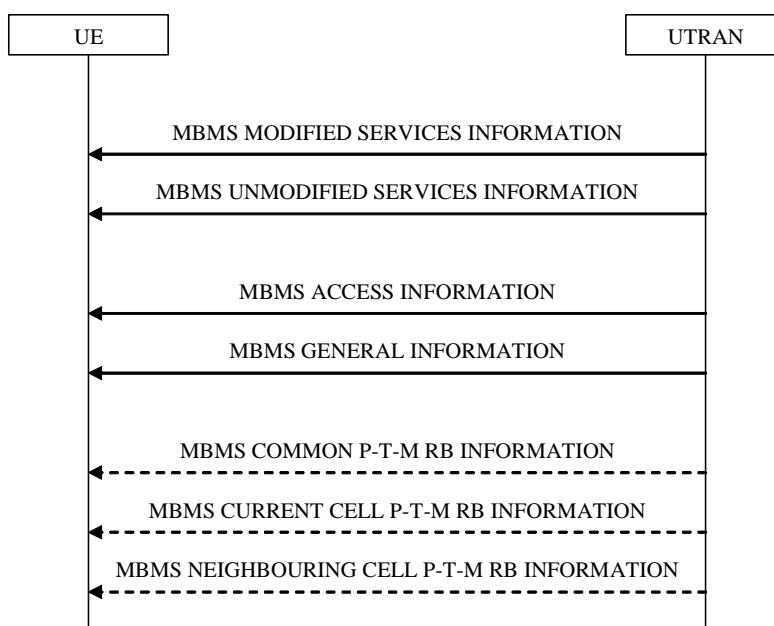 UE
UTRAN
MBMS MODIFIED SERVICES INFORMATION
MBMS UNMODIFIED SERVICES INFORMATION
MBMS ACCESS INFORMATION
MBMS GENERAL INFORMATION
MBMS COMMON P-T-M RB INFORMATION
MBMS CURRENT CELL P-T-M RB INFORMATION
MBMS NEIGHBOURING CELL P-T-M RB INFORMATION